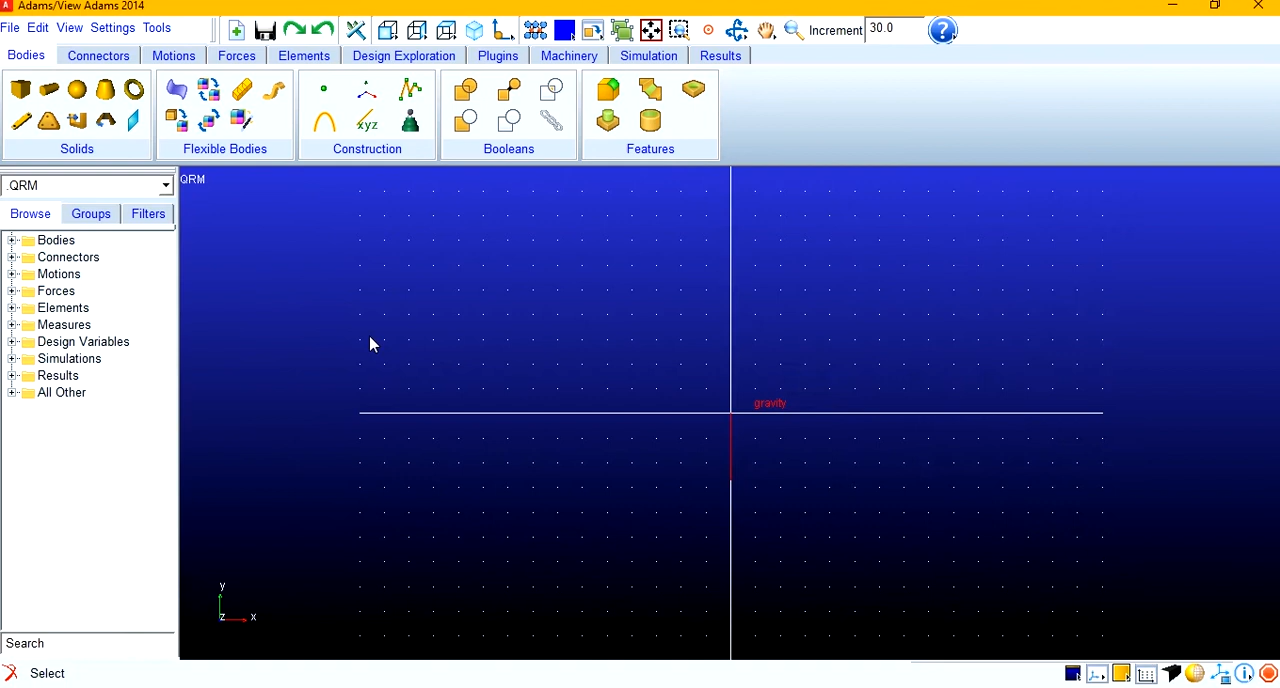 Adams/View Adams 2014
File Edit View Settings Tools
Increment 30.0
Bodies Connectors Motions Forces Elements Design Exploration Plugins Machinery Simulation Results
xyz
Solids Flexible Bodies Construction Booleans Features
.QRM
QRM
Browse Groups Filters
Bodies
Connectors
Motions
Forces
Elements
Measures
Design Variables
Simulations
Results
All Other
gravity
y
z x
Search
Select